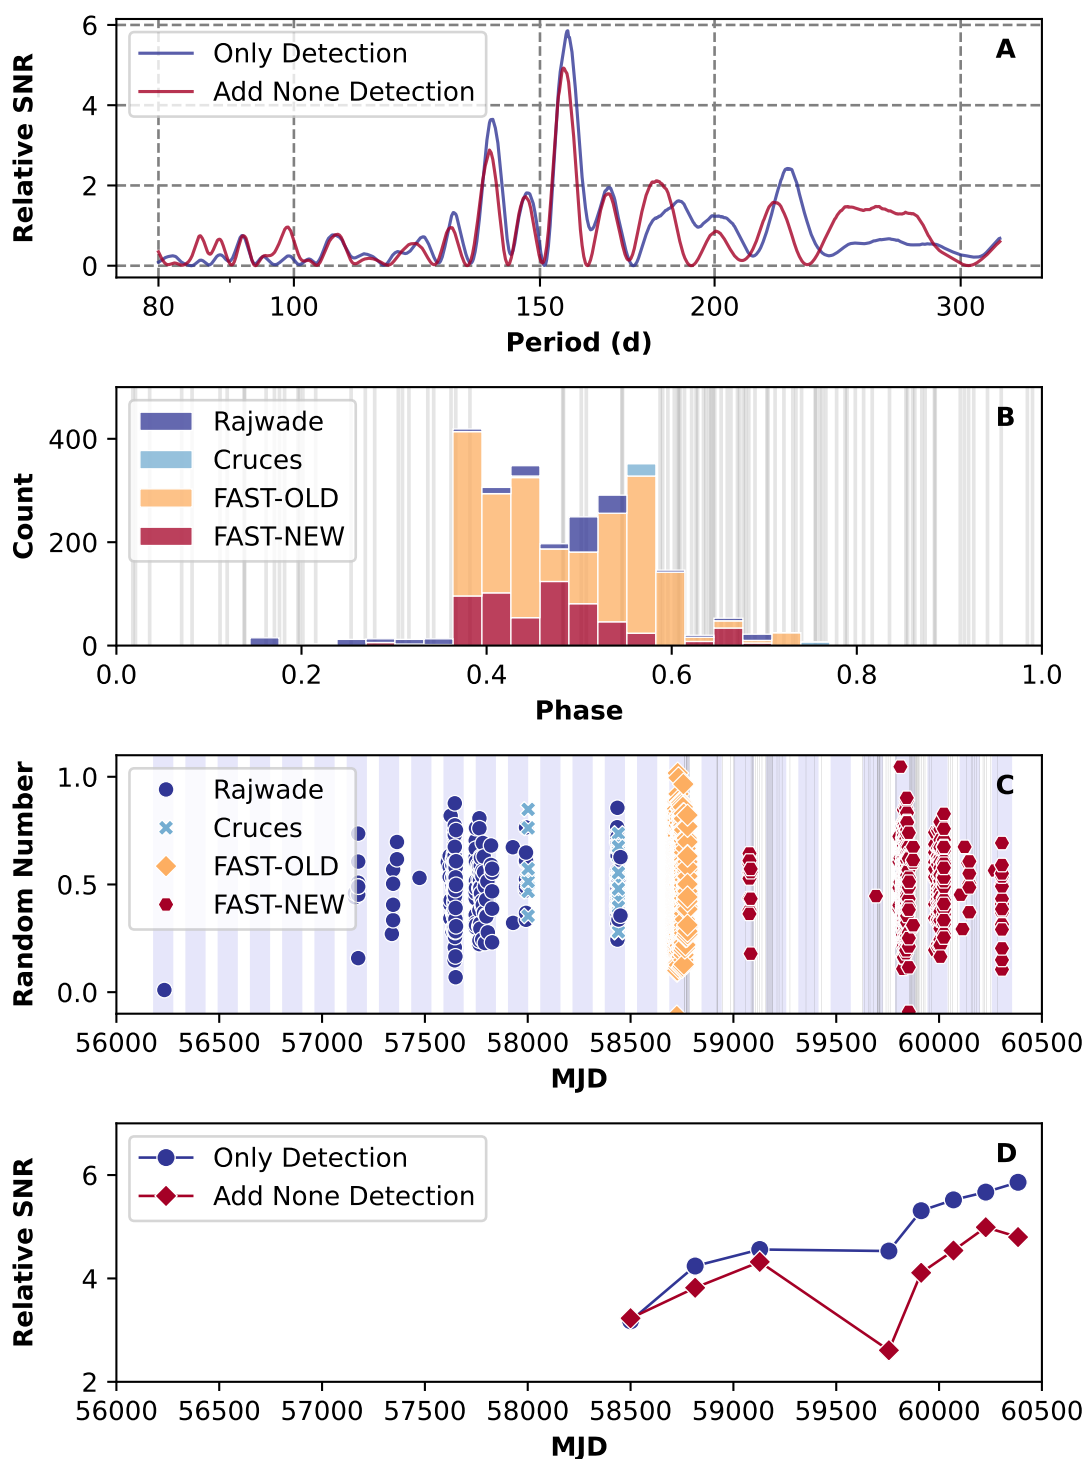 A
Only Detection
Add None Detection
Relative SNR
6
4
2
0
80
100
150
200
300
Period (d)
B
Rajwade
Cruces
FAST-OLD
FAST-NEW
Count
400
200
0
0.0
0.2
0.4
0.6
0.8
1.0
Phase
C
Rajwade
Cruces
FAST-OLD
FAST-NEW
Random Number
1.0
0.5
0.0
56000
56500
57000
57500
58000
58500
59000
59500
60000
60500
MJD
D
Only Detection
Add None Detection
Relative SNR
6
4
2
56000
56500
57000
57500
58000
58500
59000
59500
60000
60500
MJD